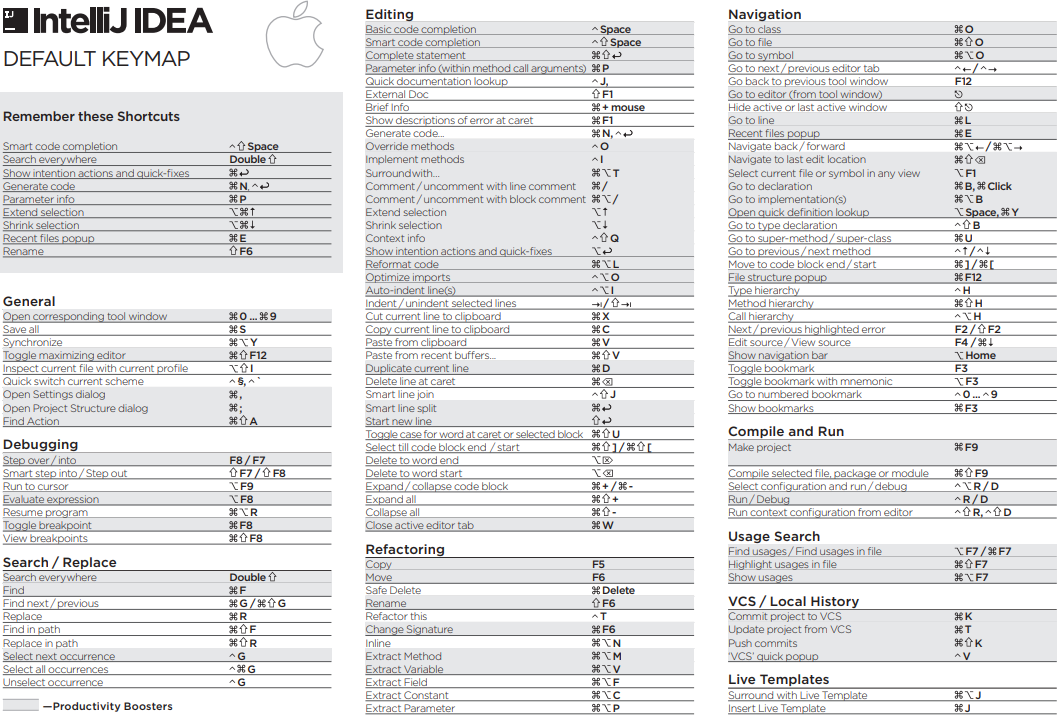 IJ IntelliJ IDEA
DEFAULT KEYMAP
Remember these Shortcuts
Smart code completion ⌃⇧Space
Search everywhere Double⇧
Show intention actions and quick-fixes ⌘↩
Generate code ⌘N, ⌃↩
Parameter info ⌘P
Extend selection ⌥⌘↑
Shrink selection ⌥⌘↓
Recent files popup ⌘E
Rename ⇧F6
General
Open corresponding tool window ⌘0 ... ⌘9
Save all ⌘S
Synchronize ⌘⌥Y
Toggle maximizing editor ⌘⇧F12
Inspect current file with current profile ⌥⇧I
Quick switch current scheme ⌃§, ⌃`
Open Settings dialog ⌘,
Open Project Structure dialog ⌘;
Find Action ⌘⇧A
Debugging
Step over / into F8 / F7
Smart step into / Step out ⇧F7 / ⇧F8
Run to cursor ⌥F9
Evaluate expression ⌥F8
Resume program ⌘⌥R
Toggle breakpoint ⌘F8
View breakpoints ⌘⇧F8
Search / Replace
Search everywhere Double⇧
Find ⌘F
Find next / previous ⌘G / ⌘⇧G
Replace ⌘R
Find in path ⌘⇧F
Replace in path ⌘⇧R
Select next occurrence ⌃G
Select all occurrences ⌃⌘G
Unselect occurrence ⌃G
—Productivity Boosters
Editing
Basic code completion ⌃Space
Smart code completion ⌃⇧Space
Complete statement ⌘⇧↩
Parameter info (within method call arguments) ⌘P
Quick documentation lookup ⌃J,
External Doc ⇧F1
Brief Info ⌘+ mouse
Show descriptions of error at caret ⌘F1
Generate code... ⌘N, ⌃↩
Override methods ⌃O
Implement methods ⌃I
Surround with... ⌘⌥T
Comment / uncomment with line comment ⌘/
Comment / uncomment with block comment ⌘⌥/
Extend selection ⌥↑
Shrink selection ⌥↓
Context info ⌃⇧Q
Show intention actions and quick-fixes ⌥↩
Reformat code ⌘⌥L
Optimize imports ⌃⌥O
Auto-indent line(s) ⌃⌥I
Indent / unindent selected lines ⇥ / ⇧⇥
Cut current line to clipboard ⌘X
Copy current line to clipboard ⌘C
Paste from clipboard ⌘V
Paste from recent buffers... ⌘⇧V
Duplicate current line ⌘D
Delete line at caret ⌘⌫
Smart line join ⌃⇧J
Smart line split ⌘↩
Start new line ⇧↩
Toggle case for word at caret or selected block ⌘⇧U
Select till code block end / start ⌘⇧] / ⌘⇧[
Delete to word end ⌥⌦
Delete to word start ⌥⌫
Expand / collapse code block ⌘+ / ⌘-
Expand all ⌘⇧+
Collapse all ⌘⇧-
Close active editor tab ⌘W
Refactoring
Copy F5
Move F6
Safe Delete ⌘Delete
Rename ⇧F6
Refactor this ⌃T
Change Signature ⌘F6
Inline ⌘⌥N
Extract Method ⌘⌥M
Extract Variable ⌘⌥V
Extract Field ⌘⌥F
Extract Constant ⌘⌥C
Extract Parameter ⌘⌥P
Navigation
Go to class ⌘O
Go to file ⌘⇧O
Go to symbol ⌘⌥O
Go to next / previous editor tab ⌃← / ⌃→
Go back to previous tool window F12
Go to editor (from tool window) ⎋
Hide active or last active window ⇧⎋
Go to line ⌘L
Recent files popup ⌘E
Navigate back / forward ⌘⌥← / ⌘⌥→
Navigate to last edit location ⌘⇧⌫
Select current file or symbol in any view ⌥F1
Go to declaration ⌘B, ⌘Click
Go to implementation(s) ⌘⌥B
Open quick definition lookup ⌥Space, ⌘Y
Go to type declaration ⌃⇧B
Go to super-method / super-class ⌘U
Go to previous / next method ⌃↑ / ⌃↓
Move to code block end / start ⌘] / ⌘[
File structure popup ⌘F12
Type hierarchy ⌃H
Method hierarchy ⌘⇧H
Call hierarchy ⌃⌥H
Next / previous highlighted error F2 / ⇧F2
Edit source / View source F4 / ⌘↓
Show navigation bar ⌥Home
Toggle bookmark F3
Toggle bookmark with mnemonic ⌥F3
Go to numbered bookmark ⌃0 ... ⌃9
Show bookmarks ⌘F3
Compile and Run
Make project ⌘F9
Compile selected file, package or module ⌘⇧F9
Select configuration and run / debug ⌃⌥R / D
Run / Debug ⌃R / D
Run context configuration from editor ⌃⇧R, ⌃⇧D
Usage Search
Find usages / Find usages in file ⌥F7 / ⌘F7
Highlight usages in file ⌘⇧F7
Show usages ⌘⌥F7
VCS / Local History
Commit project to VCS ⌘K
Update project from VCS ⌘T
Push commits ⌘⇧K
'VCS' quick popup ⌃V
Live Templates
Surround with Live Template ⌘⌥J
Insert Live Template ⌘J